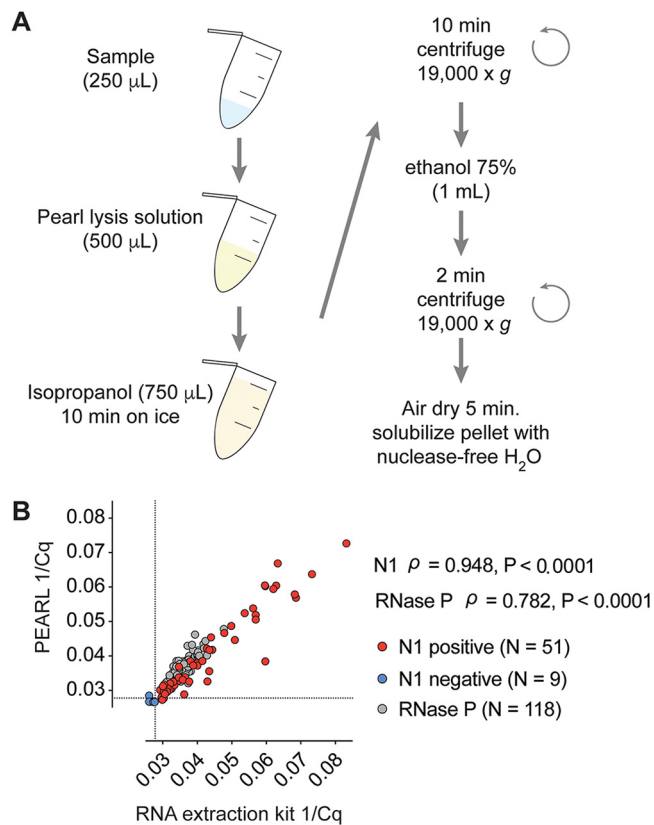 A
Sample
(250 µL)
Pearl lysis solution
(500 µL)
Isopropanol (750 µL)
10 min on ice
10 min
centrifuge
19,000 x g
ethanol 75%
(1 mL)
2 min
centrifuge
19,000 x g
Air dry 5 min.
solubilize pellet with
nuclease-free H₂O
B
PEARL 1/Cq
0.08
0.07
0.06
0.05
0.04
0.03
0.03
0.04
0.05
0.06
0.07
0.08
RNA extraction kit 1/Cq
N1 ρ = 0.948, P < 0.0001
RNase P ρ = 0.782, P < 0.0001
N1 positive (N = 51)
N1 negative (N = 9)
RNase P (N = 118)